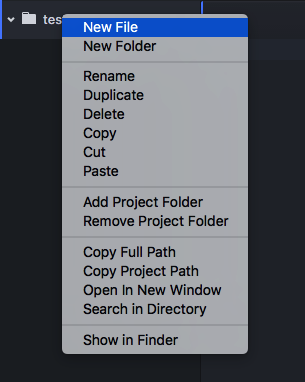 tes
New File
New Folder
Rename
Duplicate
Delete
Copy
Cut
Paste
Add Project Folder
Remove Project Folder
Copy Full Path
Copy Project Path
Open In New Window
Search in Directory
Show in Finder